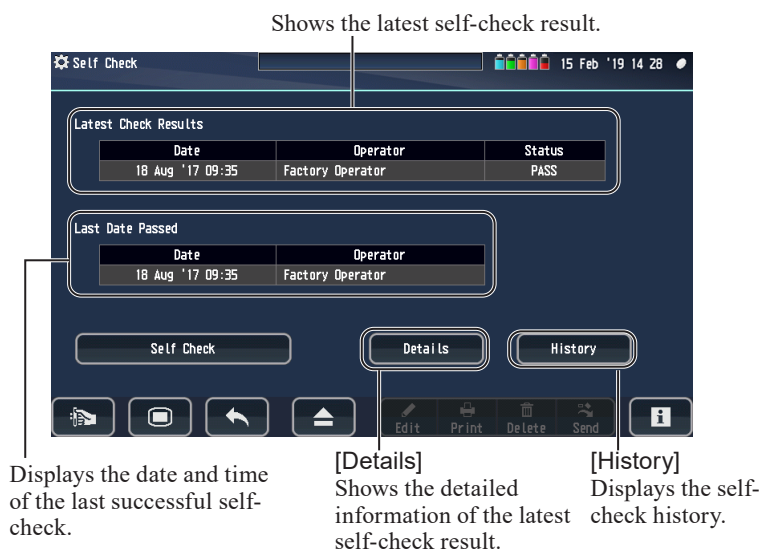 Shows the latest self-check result.
Self Check
15 Feb '19 14 28
Latest Check Results
Date Operator Status
18 Aug '17 09:35 Factory Operator PASS
Last Date Passed
Date Operator
18 Aug '17 09:35 Factory Operator
Self Check Details History
Edit Print Delete Send i
Displays the date and time
of the last successful self-
check.
[Details]
Shows the detailed
information of the latest
self-check result.
[History]
Displays the self-
check history.